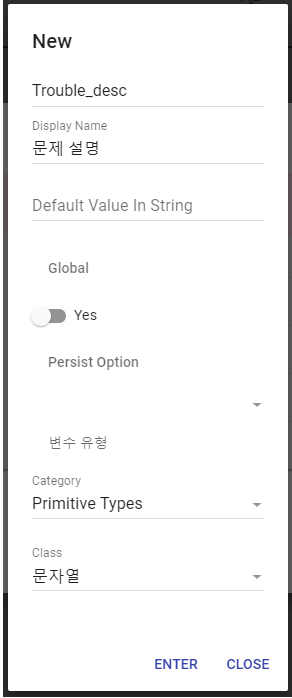 New
Trouble_desc
Display Name
문제 설명
Default Value In String
Global
Yes
Persist Option
변수 유형
Category
Primitive Types
Class
문자열
ENTER CLOSE